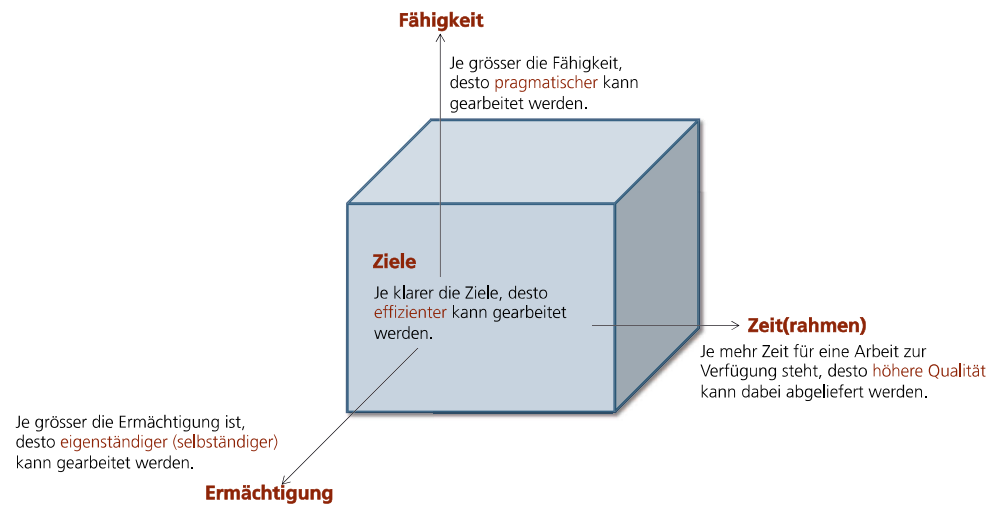 Fähigkeit
Je grösser die Fähigkeit,
desto pragmatischer kann
gearbeitet werden.
Ziele
Je klarer die Ziele, desto
effizienter kann gearbeitet
werden.
Zeit(rahmen)
Je mehr Zeit für eine Arbeit zur
Verfügung steht, desto höhere Qualität
kann dabei abgeliefert werden.
Je grösser die Ermächtigung ist,
desto eigenständiger (selbständiger)
kann gearbeitet werden.
Ermächtigung